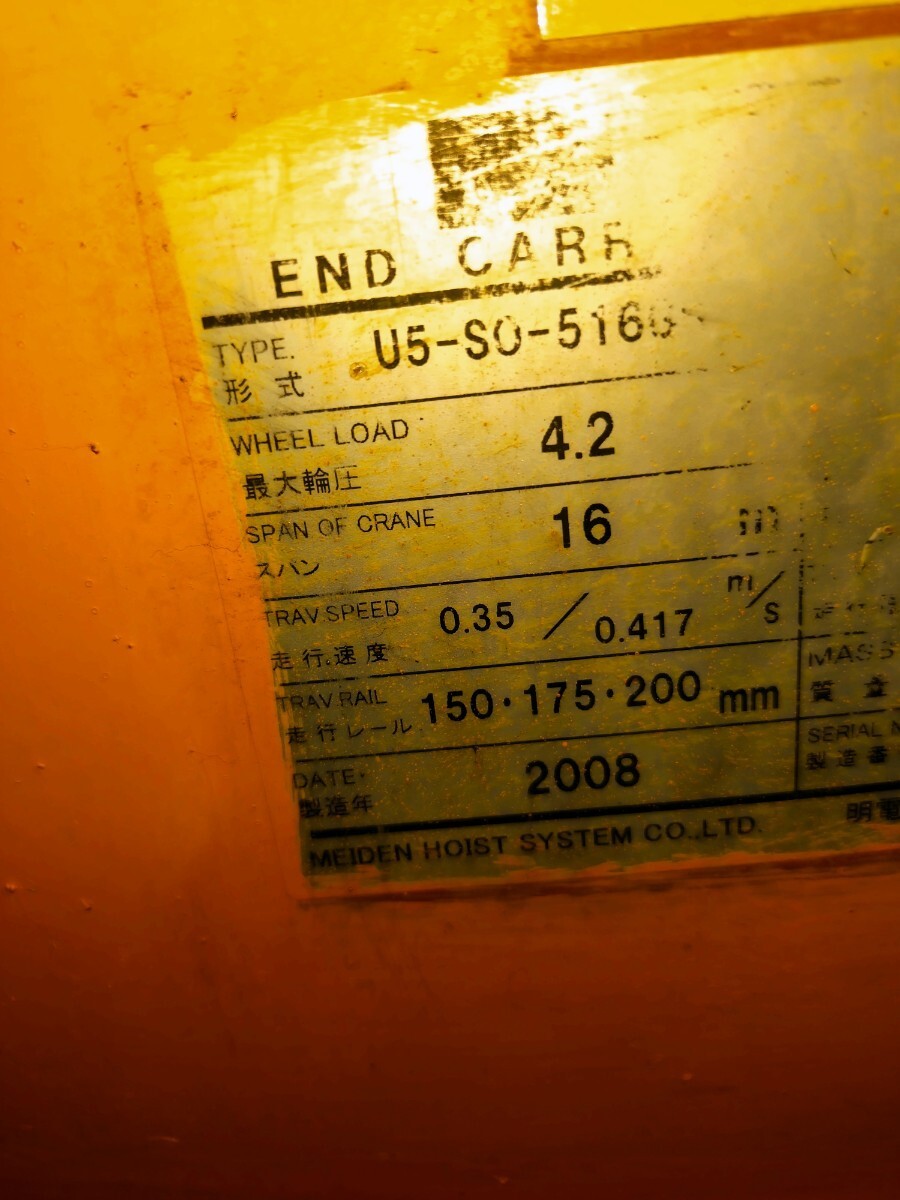 END CARR
TYPE. U5-SO-516
形式
WHEEL LOAD 4.2
最大輪圧
SPAN OF CRANE 16 m
スパン
TRAV.SPEED 0.35 / 0.417 m/s
走行速度
TRAV.RAIL 150・175・200 mm
走行レール
MASS
質量
DATE. 2008
製造年
SERIAL
製造番
MEIDEN HOIST SYSTEM CO.,LTD. 明電